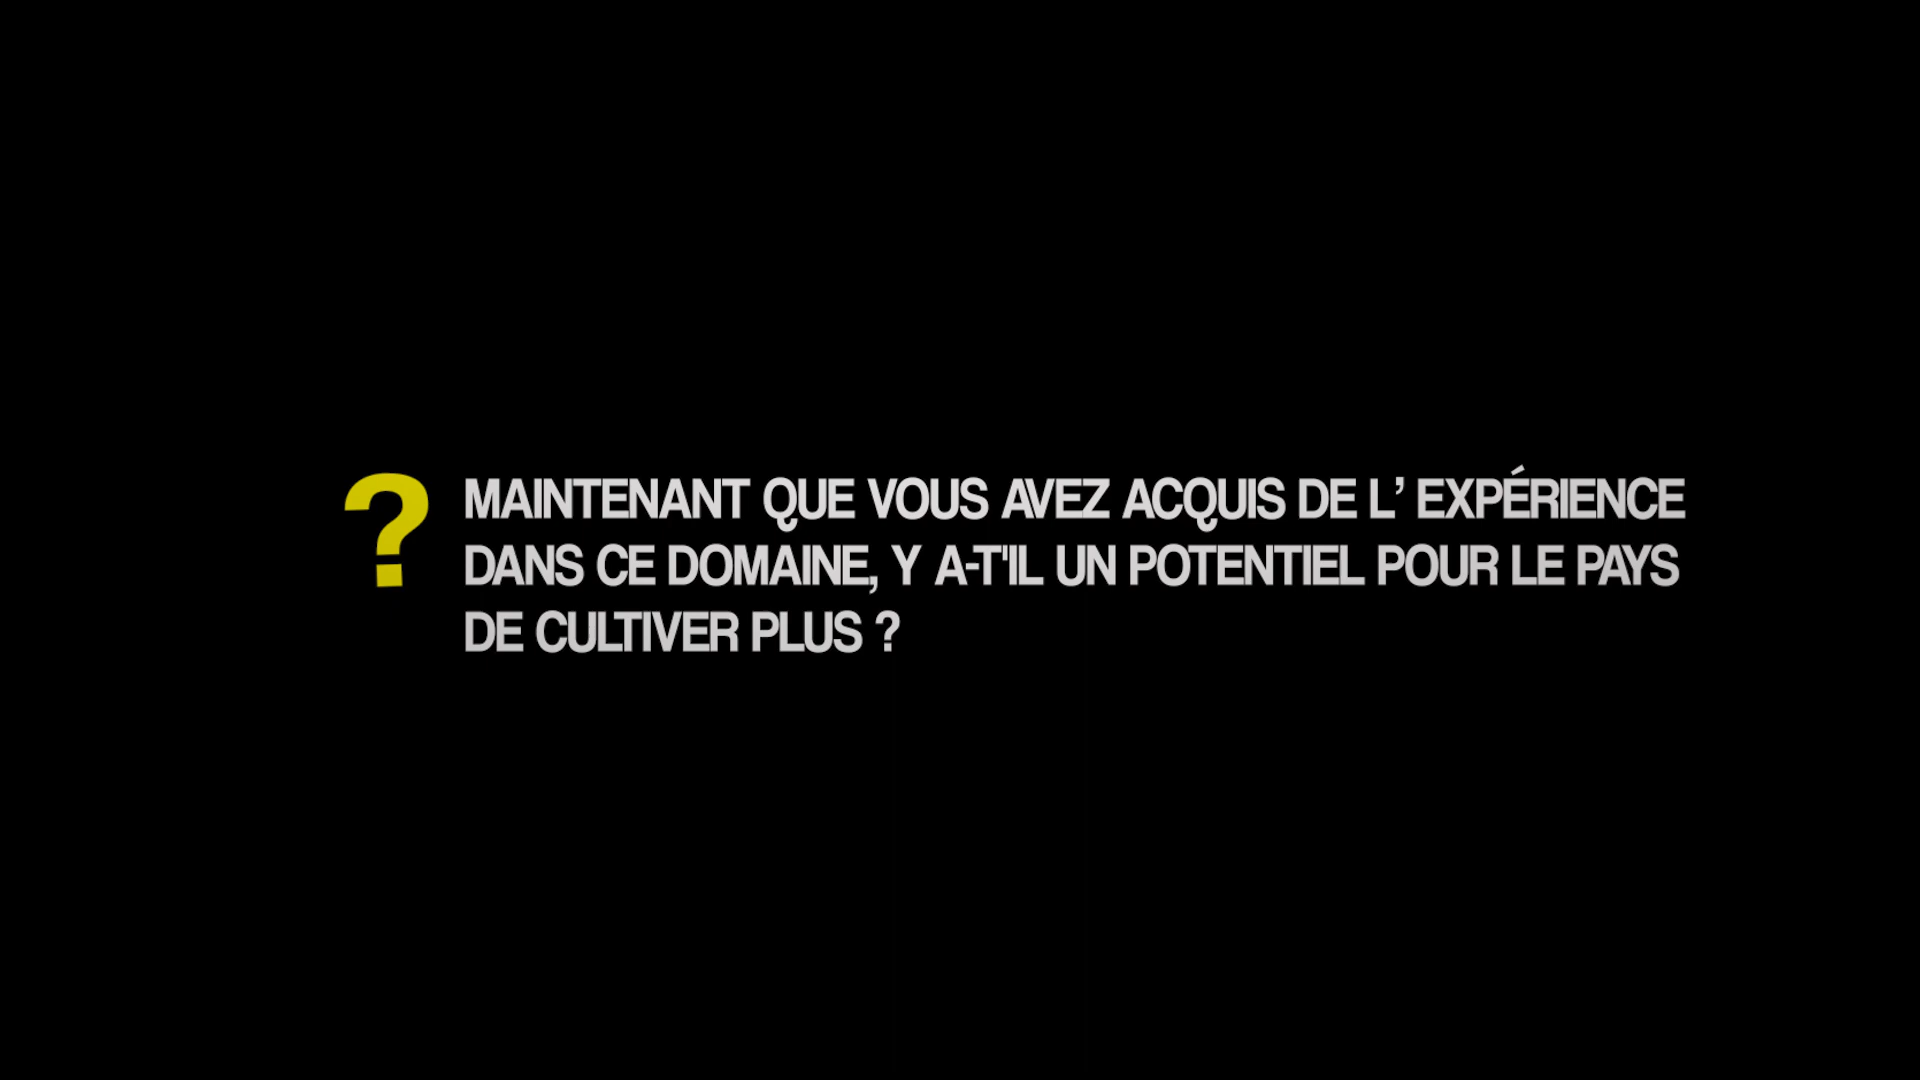 ? MAINTENANT QUE VOUS AVEZ ACQUIS DE L’ EXPÉRIENCE
DANS CE DOMAINE, Y A-T'IL UN POTENTIEL POUR LE PAYS
DE CULTIVER PLUS ?